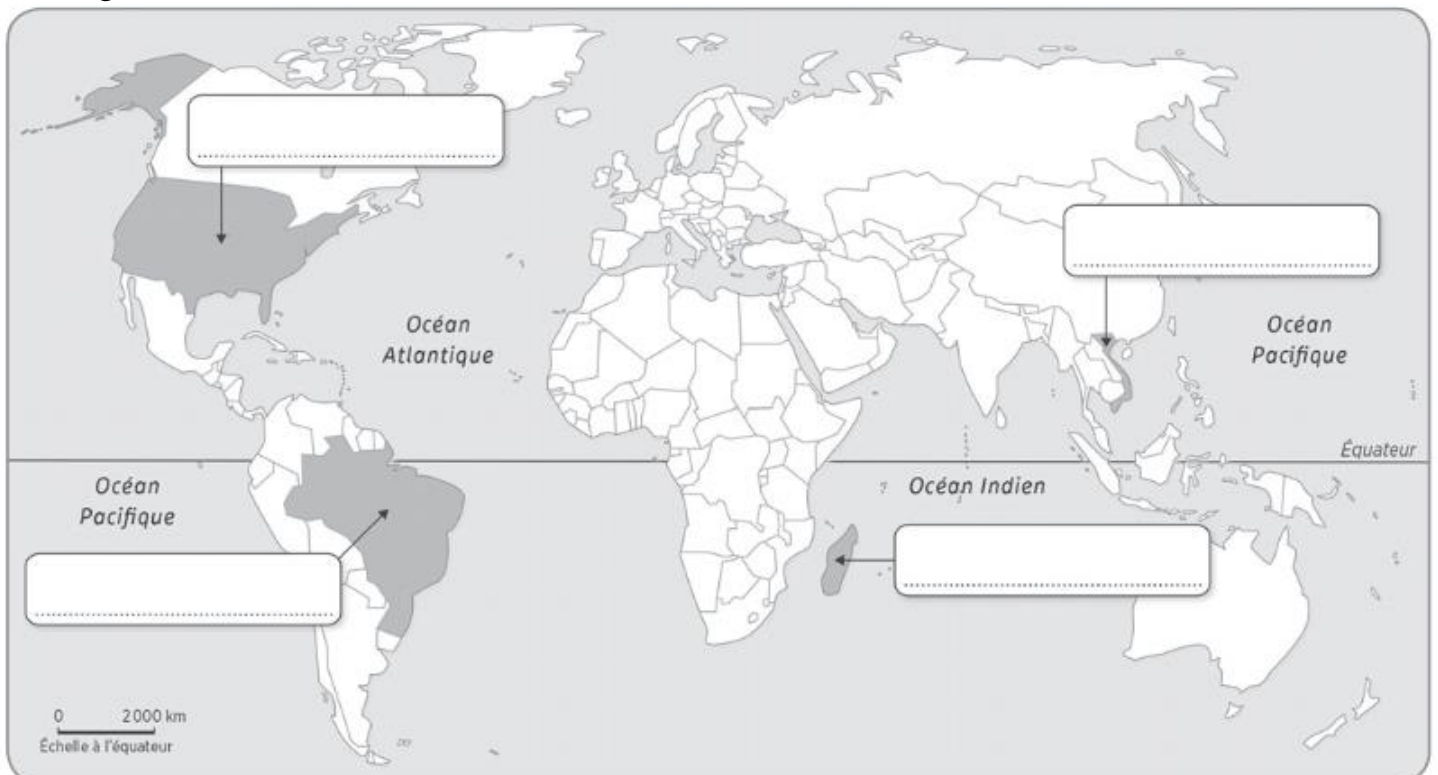 Océan
Atlantique
Océan
Pacifique
Équateur
Océan
Pacifique
Océan Indien
0 2000 km
Échelle à l'équateur